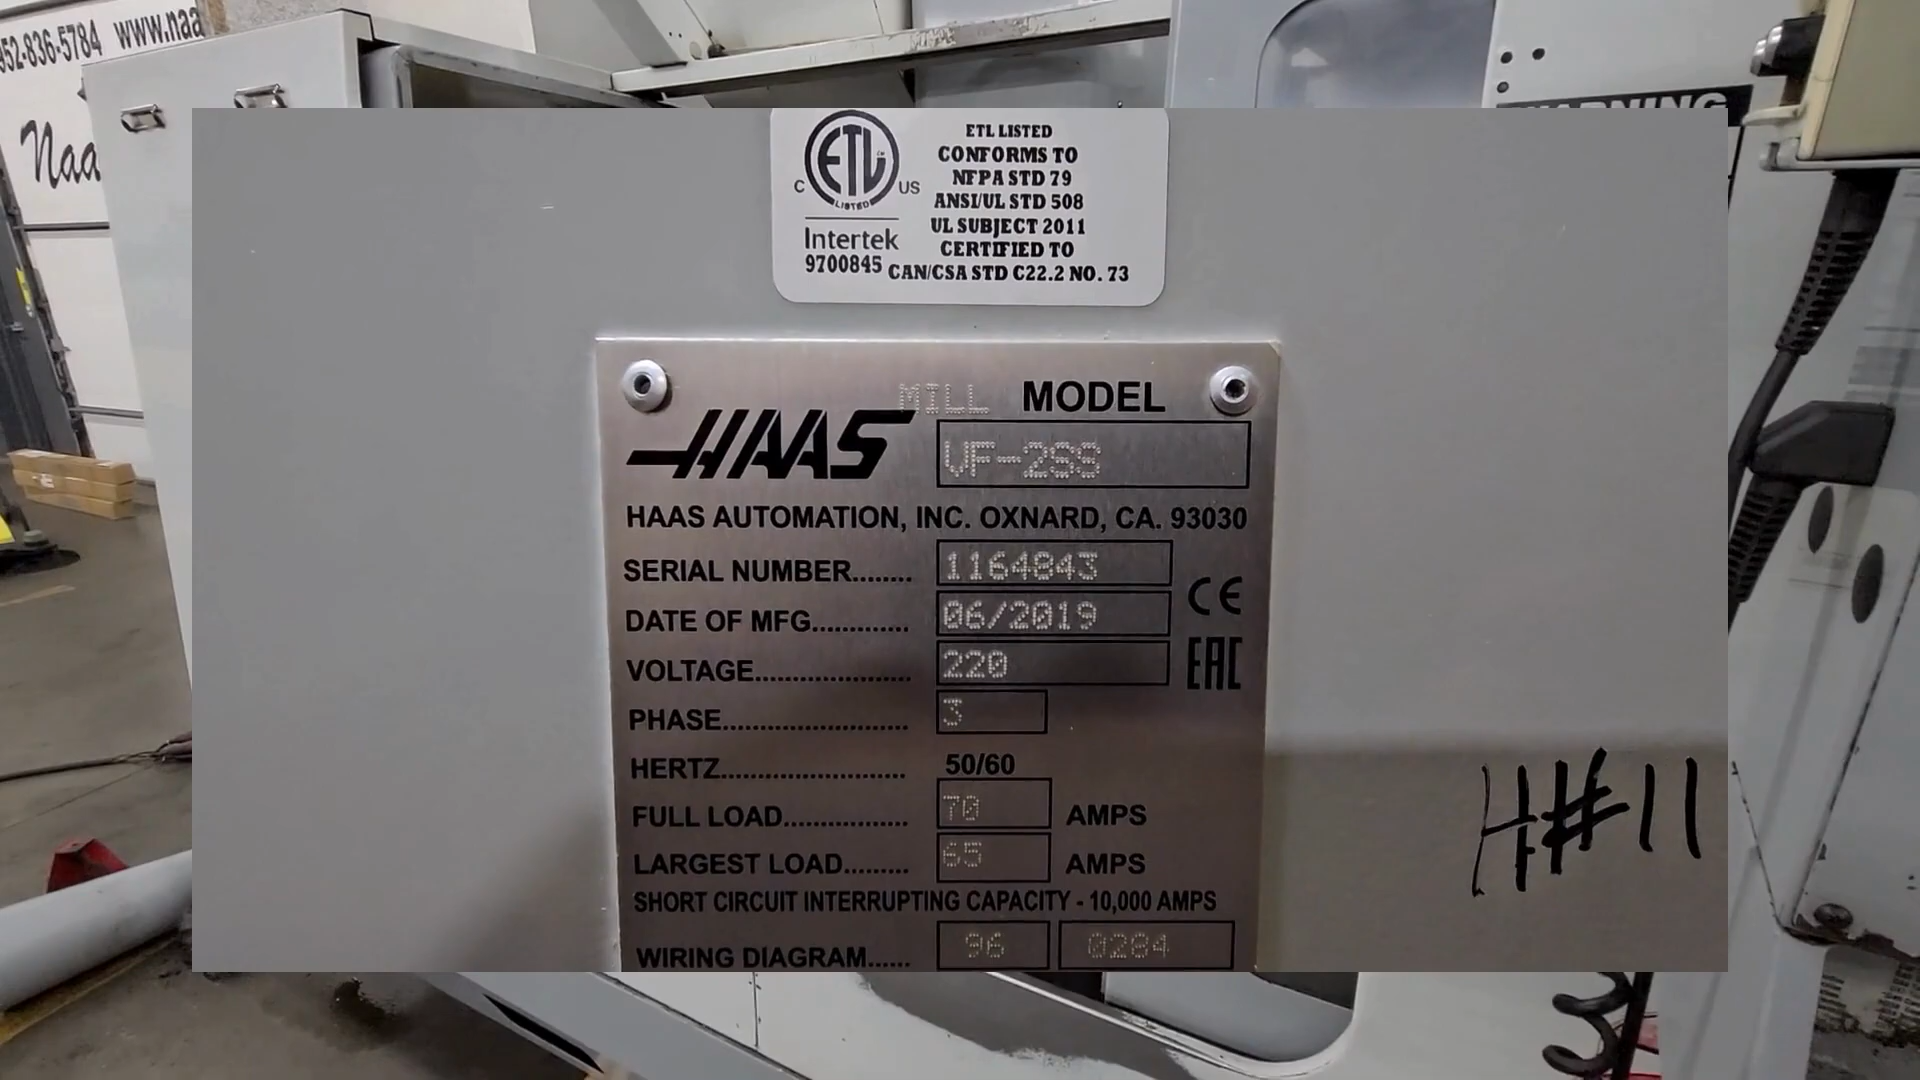 952-836-5784 www.naa
Naa
WARNING
ETL LISTED
CONFORMS TO
NFPA STD 79
ANSI/UL STD 508
UL SUBJECT 2011
CERTIFIED TO
CAN/CSA STD C22.2 NO. 73
ETL
LISTED
C US
Intertek
9700845
MILL MODEL
HAAS VF-2SS
HAAS AUTOMATION, INC. OXNARD, CA. 93030
SERIAL NUMBER........ 1164843
DATE OF MFG............. 06/2019
VOLTAGE...................... 220
PHASE.......................... 3
HERTZ.......................... 50/60
FULL LOAD.................. 70 AMPS
LARGEST LOAD......... 65 AMPS
SHORT CIRCUIT INTERRUPTING CAPACITY - 10,000 AMPS
WIRING DIAGRAM...... 96 0284
CE
EAC
H#11